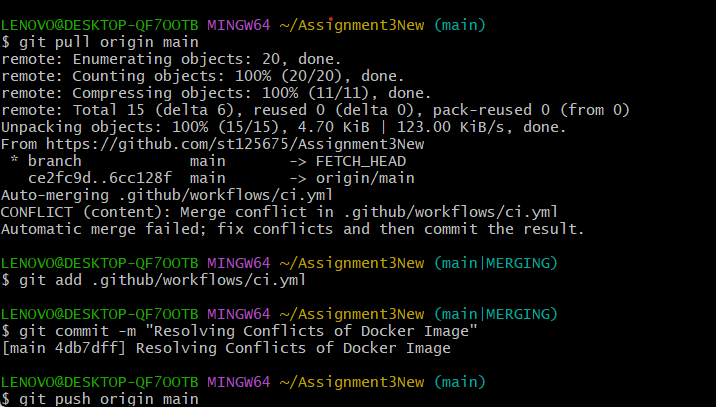 LENOVO@DESKTOP-QF7OOTB MINGW64 ~/Assignment3New (main)
$ git pull origin main
remote: Enumerating objects: 20, done.
remote: Counting objects: 100% (20/20), done.
remote: Compressing objects: 100% (11/11), done.
remote: Total 15 (delta 6), reused 0 (delta 0), pack-reused 0 (from 0)
Unpacking objects: 100% (15/15), 4.70 KiB | 123.00 KiB/s, done.
From https://github.com/st125675/Assignment3New
 * branch            main       -> FETCH_HEAD
   ce2fc9d..6cc128f  main       -> origin/main
Auto-merging .github/workflows/ci.yml
CONFLICT (content): Merge conflict in .github/workflows/ci.yml
Automatic merge failed; fix conflicts and then commit the result.
LENOVO@DESKTOP-QF7OOTB MINGW64 ~/Assignment3New (main|MERGING)
$ git add .github/workflows/ci.yml
LENOVO@DESKTOP-QF7OOTB MINGW64 ~/Assignment3New (main|MERGING)
$ git commit -m "Resolving Conflicts of Docker Image"
[main 4db7dff] Resolving Conflicts of Docker Image
LENOVO@DESKTOP-QF7OOTB MINGW64 ~/Assignment3New (main)
$ git push origin main